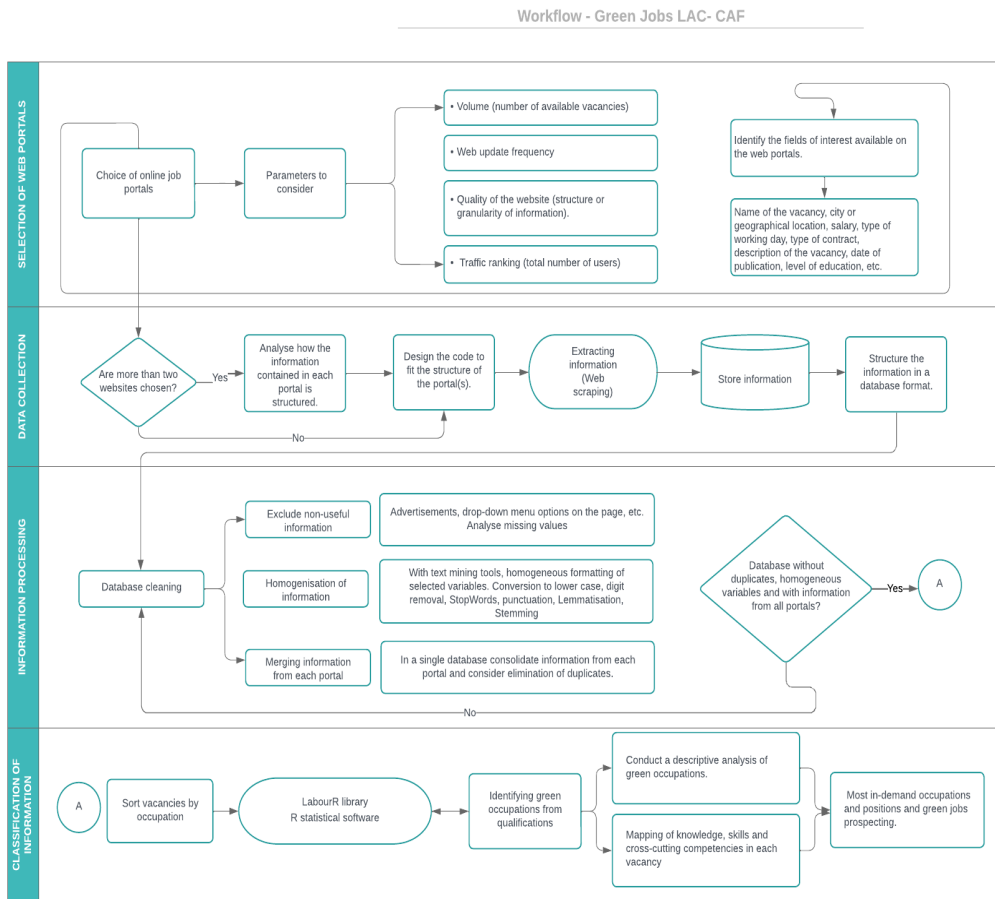 Workflow - Green Jobs LAC- CAF
SELECTION OF WEB PORTALS
Choice of online job
portals
Parameters to
consider
• Volume (number of available vacancies)
• Web update frequency
• Quality of the website (structure or
granularity of information).
• Traffic ranking (total number of users)
Identify the fields of interest available on
the web portals.
Name of the vacancy, city or
geographical location, salary, type of
working day, type of contract,
description of the vacancy, date of
publication, level of education, etc.
DATA COLLECTION
Are more than two
websites chosen?
Yes
No
Analyse how the
information
contained in each
portal is
structured.
Design the code to
fit the structure of
the portal(s).
Extracting
information
(Web
scraping)
Store information
Structure the
information in a
database format.
INFORMATION PROCESSING
Database cleaning
Exclude non-useful
information
Advertisements, drop-down menu options on the page, etc.
Analyse missing values
Homogenisation of
information
With text mining tools, homogeneous formatting of
selected variables. Conversion to lower case, digit
removal, StopWords, punctuation, Lemmatisation,
Stemming
Merging information
from each portal
In a single database consolidate information from each
portal and consider elimination of duplicates.
Database without
duplicates, homogeneous
variables and with information
from all portals?
Yes
A
No
CLASSIFICATION OF
INFORMATION
A
Sort vacancies by
occupation
LabourR library
R statistical software
Identifying green
occupations from
qualifications
Conduct a descriptive analysis of
green occupations.
Mapping of knowledge, skills and
cross-cutting competencies in each
vacancy
Most in-demand occupations
and positions and green jobs
prospecting.